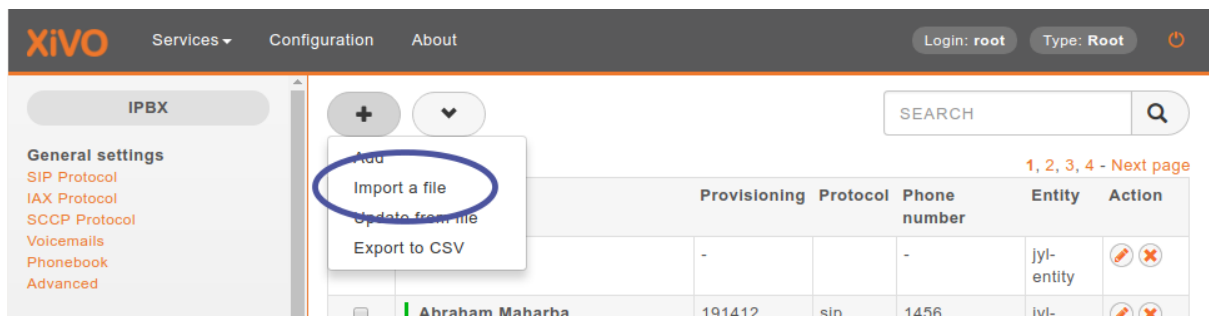 XiVO Services Configuration About Login: root Type: Root
IPBX
SEARCH
General settings
SIP Protocol
IAX Protocol
SCCP Protocol
Voicemails
Phonebook
Advanced
Add
Import a file
Update from file
Export to CSV
1, 2, 3, 4 - Next page
Provisioning Protocol Phone number Entity Action
- - jyl-entity
Abraham Maharba 191412 sip 1456 jyl-